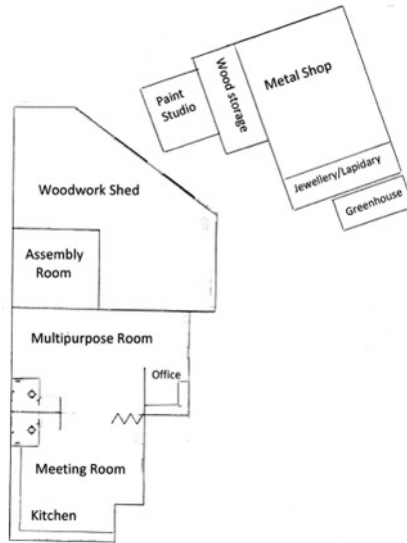 Metal Shop
Wood storage
Paint
Studio
Jewellery/Lapidary
Greenhouse
Woodwork Shed
Assembly
Room
Multipurpose Room
Office
Meeting Room
Kitchen